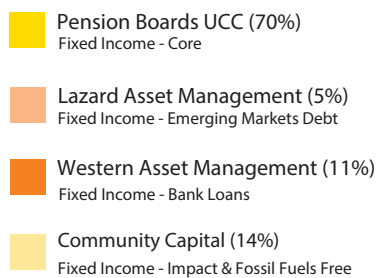 Pension Boards UCC (70%)
Fixed Income - Core
Lazard Asset Management (5%)
Fixed Income - Emerging Markets Debt
Western Asset Management (11%)
Fixed Income - Bank Loans
Community Capital (14%)
Fixed Income - Impact & Fossil Fuels Free